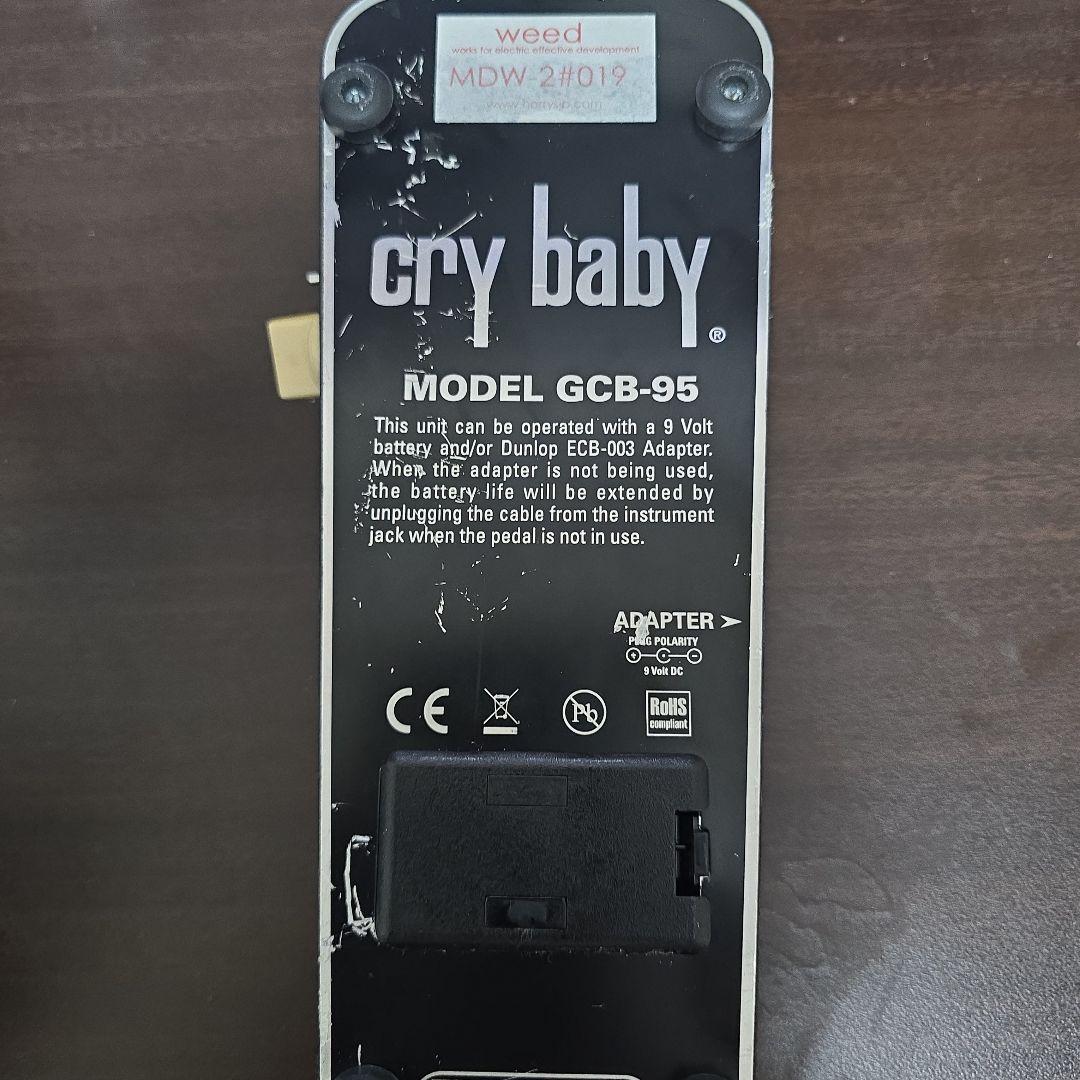 weed
works for electric effective development
MDW-2#019
cry baby®
MODEL GCB-95
This unit can be operated with a 9 Volt
battery and/or Dunlop ECB-003 Adapter.
When the adapter is not being used,
the battery life will be extended by
unplugging the cable from the instrument
jack when the pedal is not in use.
ADAPTER
PLUG POLARITY
+ C -
9 Volt DC
CE
Pb
RoHS
compliant